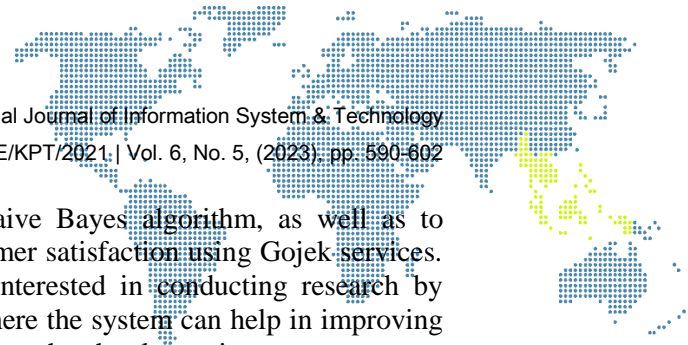 al Journal of Information System & Technology
E/KPT/2021 | Vol. 6, No. 5, (2023), pp. 590-602
aive Bayes algorithm, as well as to
mer satisfaction using Gojek services.
nterested in conducting research by
here the system can help in improving